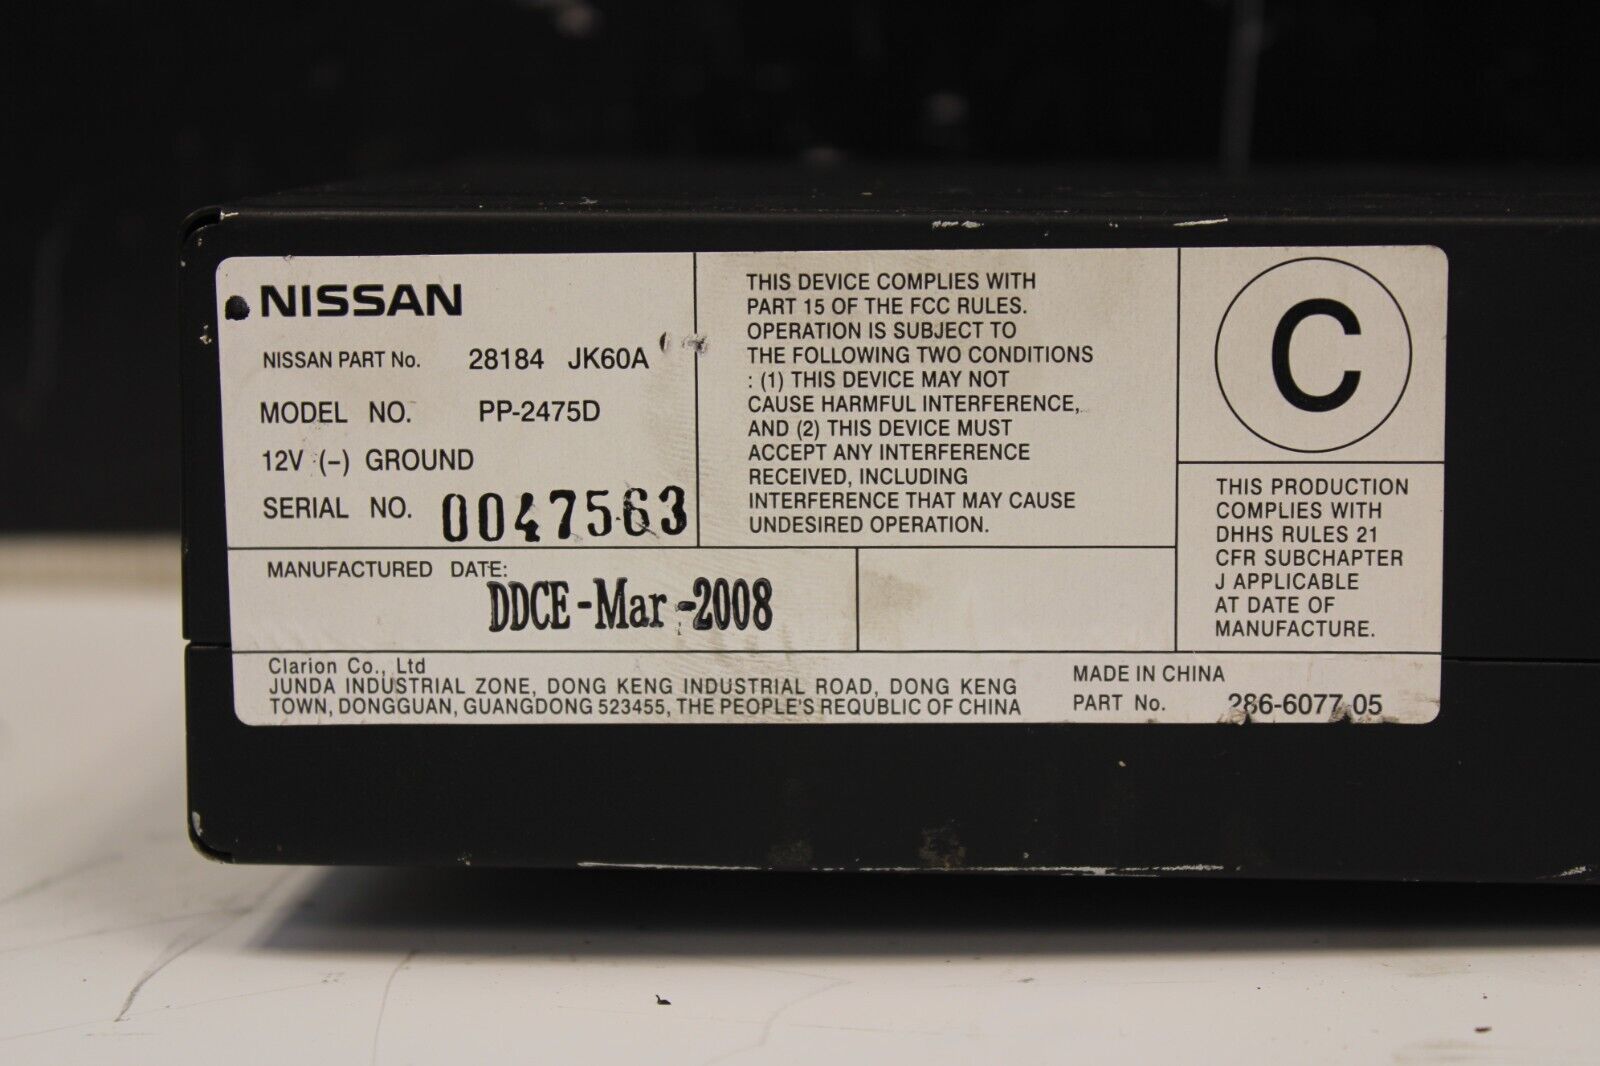 NISSAN
NISSAN PART No. 28184 JK60A
MODEL NO. PP-2475D
12V (-) GROUND
SERIAL NO. 0047563
THIS DEVICE COMPLIES WITH
PART 15 OF THE FCC RULES.
OPERATION IS SUBJECT TO
THE FOLLOWING TWO CONDITIONS
: (1) THIS DEVICE MAY NOT
CAUSE HARMFUL INTERFERENCE,
AND (2) THIS DEVICE MUST
ACCEPT ANY INTERFERENCE
RECEIVED, INCLUDING
INTERFERENCE THAT MAY CAUSE
UNDESIRED OPERATION.
C
THIS PRODUCTION
COMPLIES WITH
DHHS RULES 21
CFR SUBCHAPTER
J APPLICABLE
AT DATE OF
MANUFACTURE.
MANUFACTURED DATE:
DDCE-Mar-2008
Clarion Co., Ltd
JUNDA INDUSTRIAL ZONE, DONG KENG INDUSTRIAL ROAD, DONG KENG
TOWN, DONGGUAN, GUANGDONG 523455, THE PEOPLE'S REQUBLIC OF CHINA
MADE IN CHINA
PART No. 286-6077-05